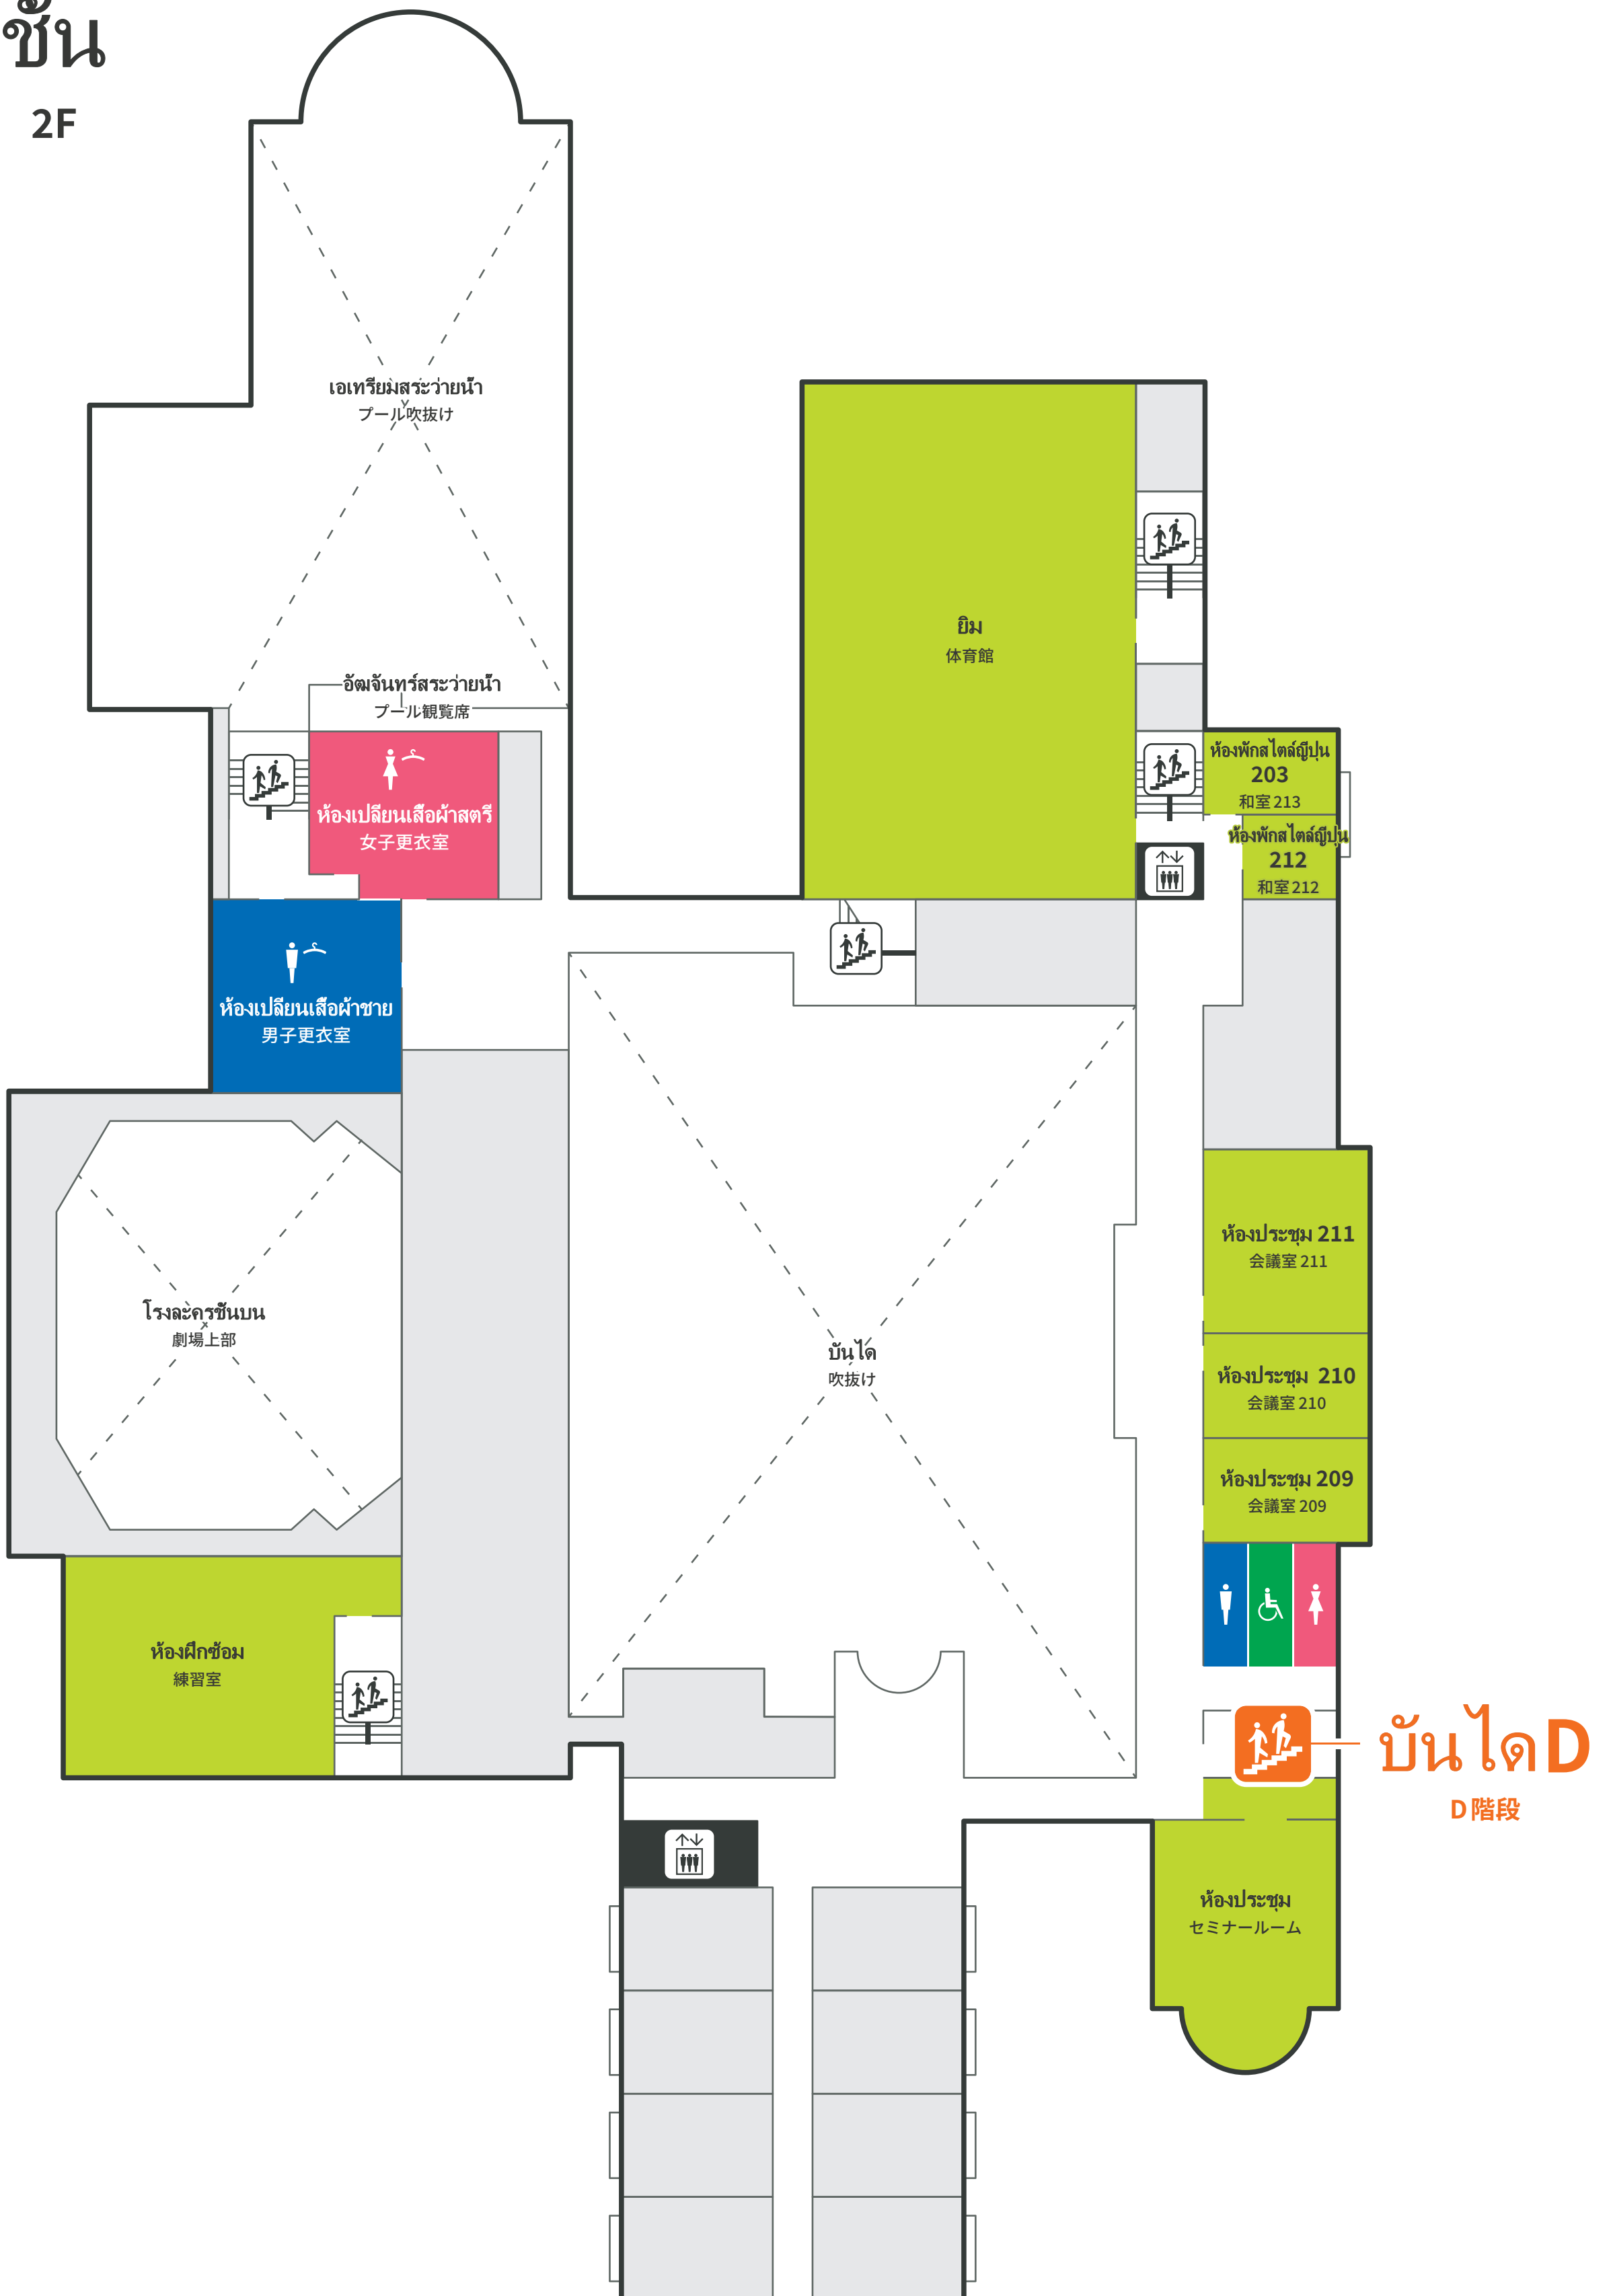 ชั้น
2F
เอเทรียมสระว่ายน้ำ
プール吹抜け
ยิม
体育館
อัฒจันทร์สระว่ายน้ำ
プール観覧席
ห้องเปลี่ยนเสื้อผ้าสตรี
女子更衣室
ห้องพักสไตล์ญี่ปุ่น
203
和室 213
ห้องพักสไตล์ญี่ปุ่น
212
和室 212
ห้องเปลี่ยนเสื้อผ้าชาย
男子更衣室
ห้องประชุม 211
会議室 211
โรงละครชั้นบน
劇場上部
บันได
吹抜け
ห้องประชุม 210
会議室 210
ห้องประชุม 209
会議室 209
ห้องฝึกซ้อม
練習室
บันได D
D 階段
ห้องประชุม
セミナールーム